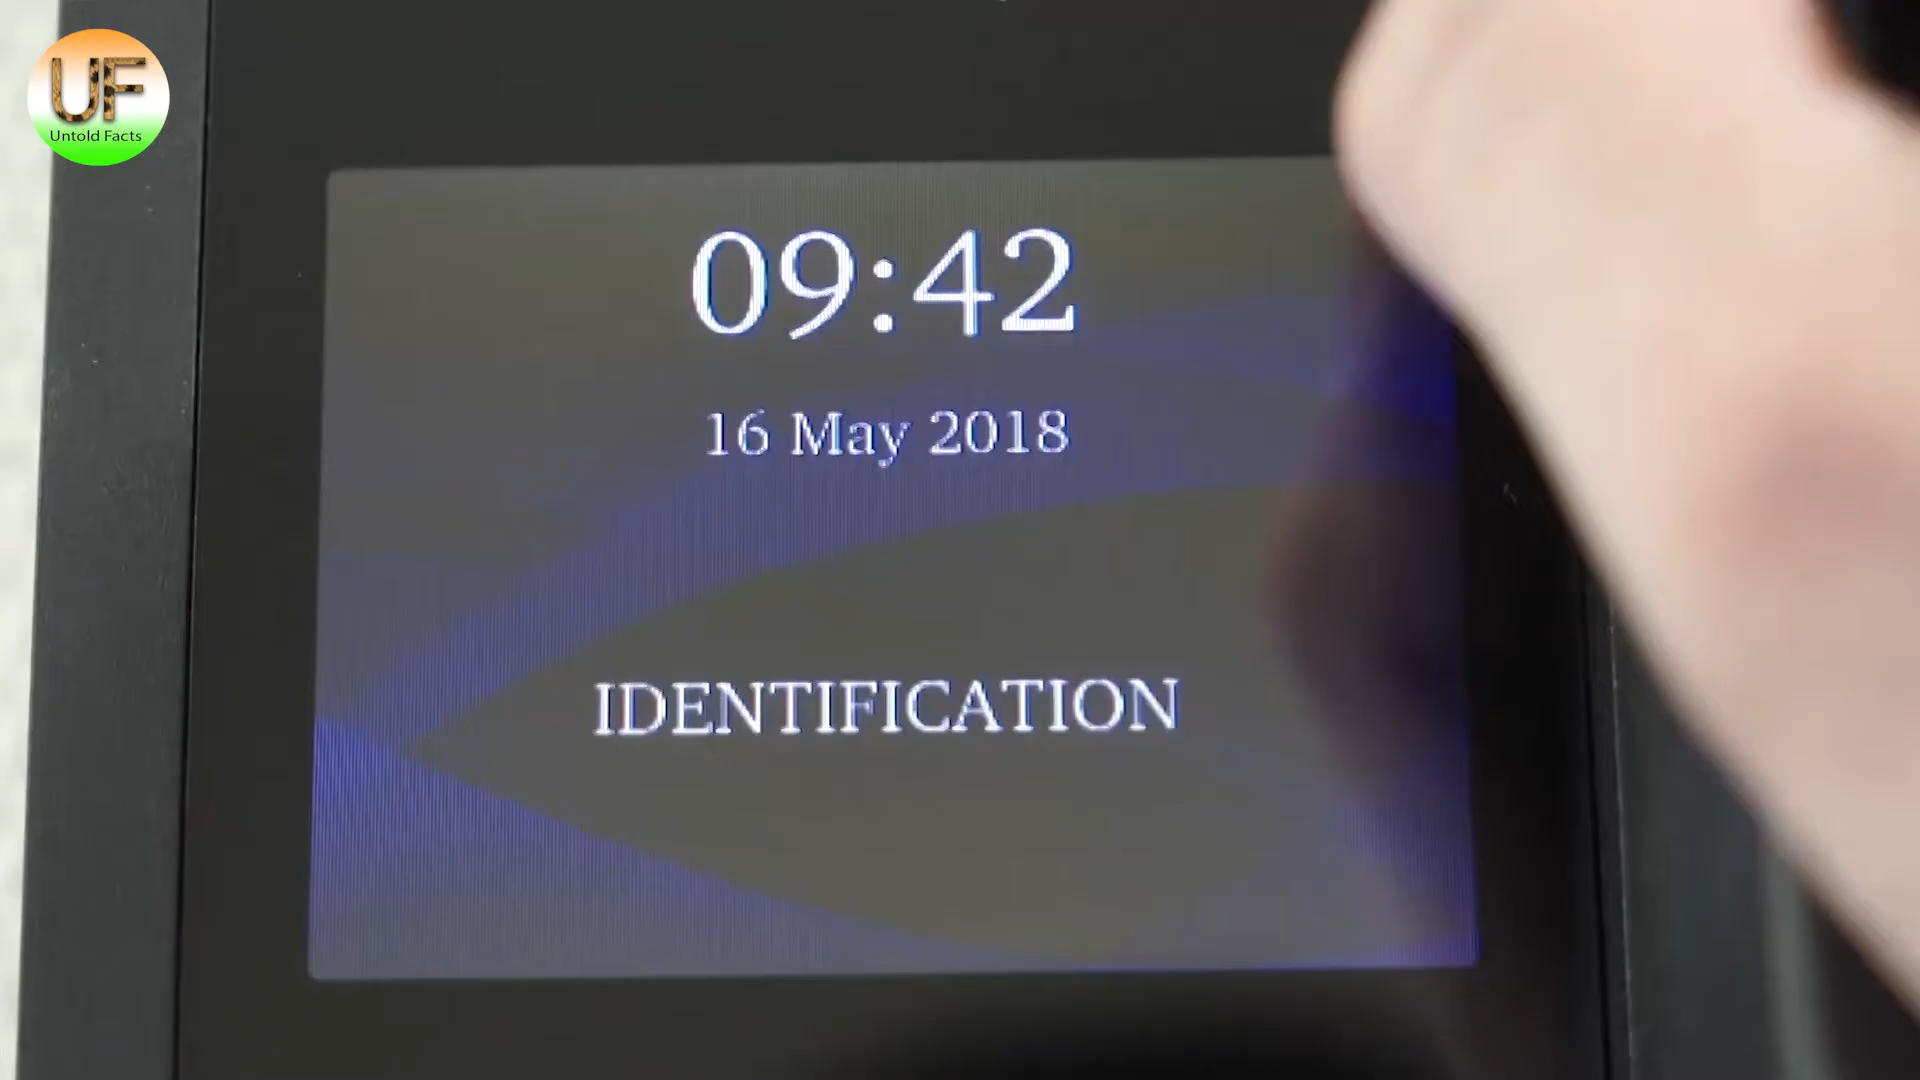 UF
Untold Facts
09:42
16 May 2018
IDENTIFICATION